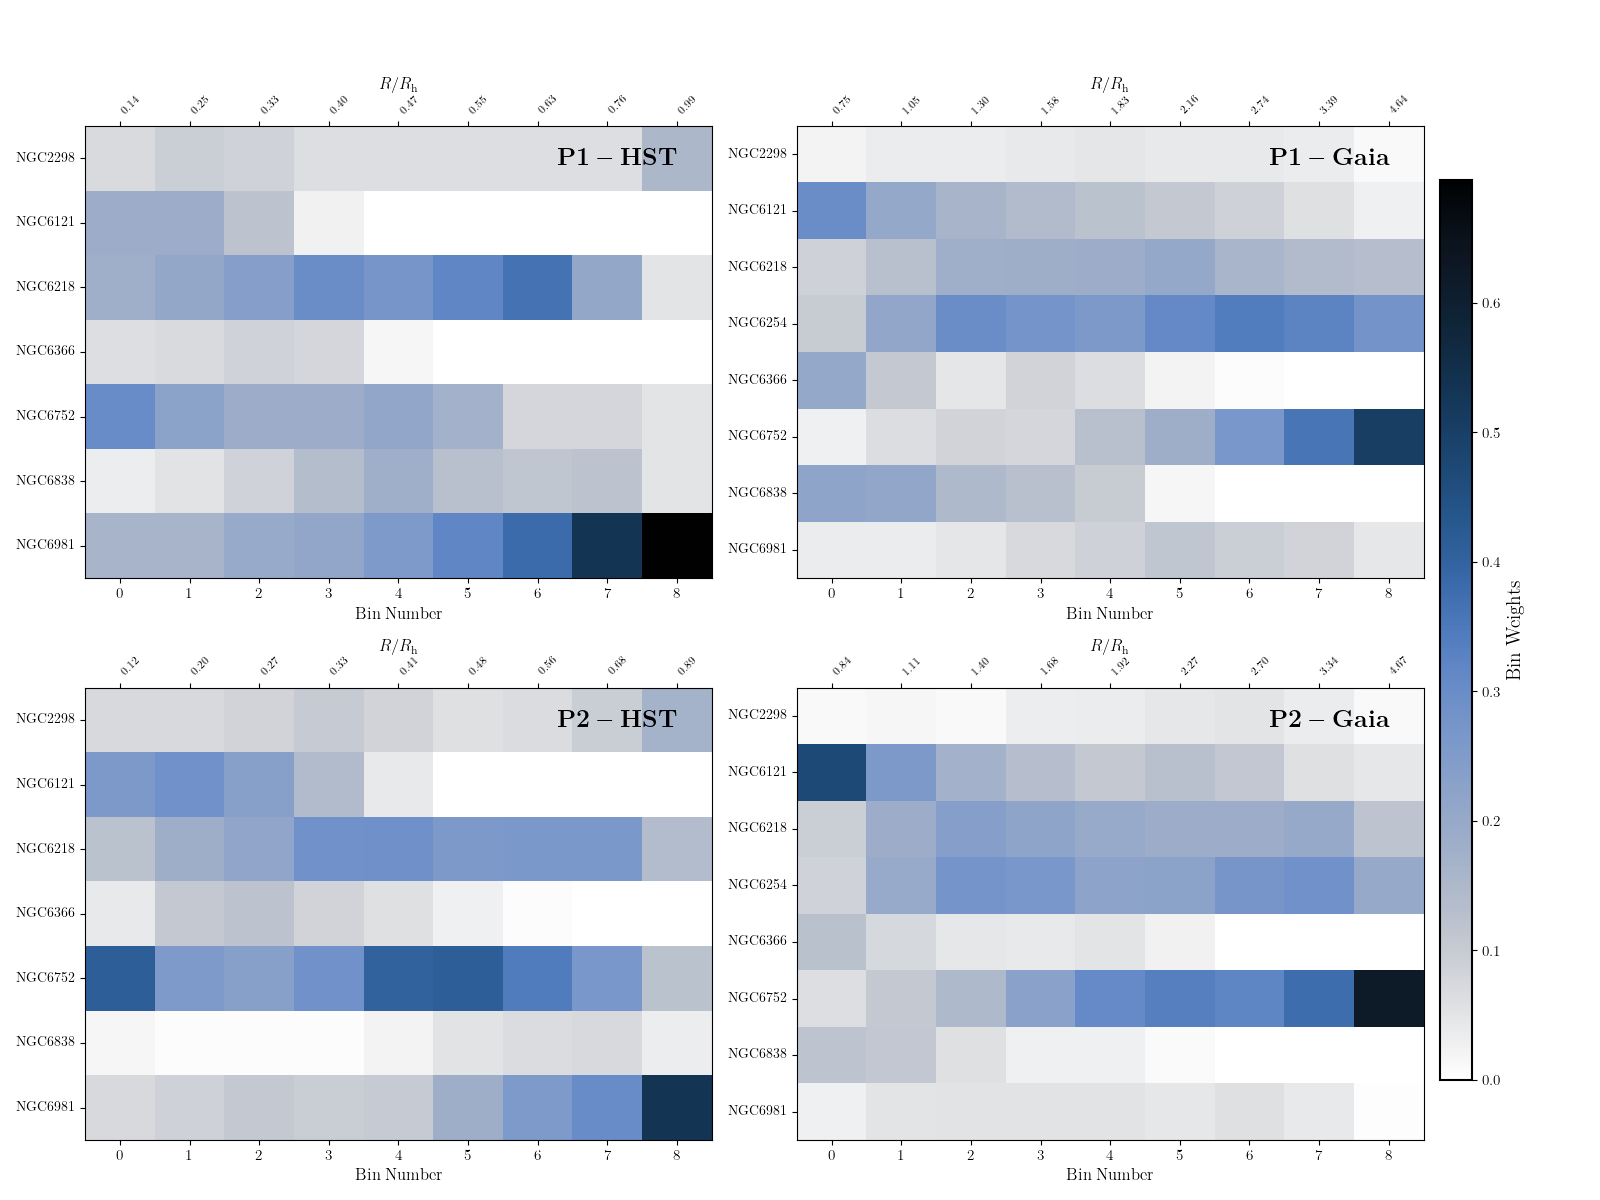 R/Rh
0.14 0.25 0.33 0.40 0.47 0.55 0.63 0.76 0.99
P1 − HST
NGC2298
NGC6121
NGC6218
NGC6366
NGC6752
NGC6838
NGC6981
0 1 2 3 4 5 6 7 8
Bin Number
R/Rh
0.75 1.05 1.30 1.58 1.83 2.16 2.74 3.39 4.64
P1 − Gaia
NGC2298
NGC6121
NGC6218
NGC6254
NGC6366
NGC6752
NGC6838
NGC6981
0 1 2 3 4 5 6 7 8
Bin Number
R/Rh
0.12 0.20 0.27 0.33 0.41 0.48 0.56 0.68 0.89
P2 − HST
NGC2298
NGC6121
NGC6218
NGC6366
NGC6752
NGC6838
NGC6981
0 1 2 3 4 5 6 7 8
Bin Number
R/Rh
0.84 1.11 1.40 1.68 1.92 2.27 2.70 3.34 4.67
P2 − Gaia
NGC2298
NGC6121
NGC6218
NGC6254
NGC6366
NGC6752
NGC6838
NGC6981
0 1 2 3 4 5 6 7 8
Bin Number
0.6
0.5
0.4
0.3
0.2
0.1
0.0
Bin Weights